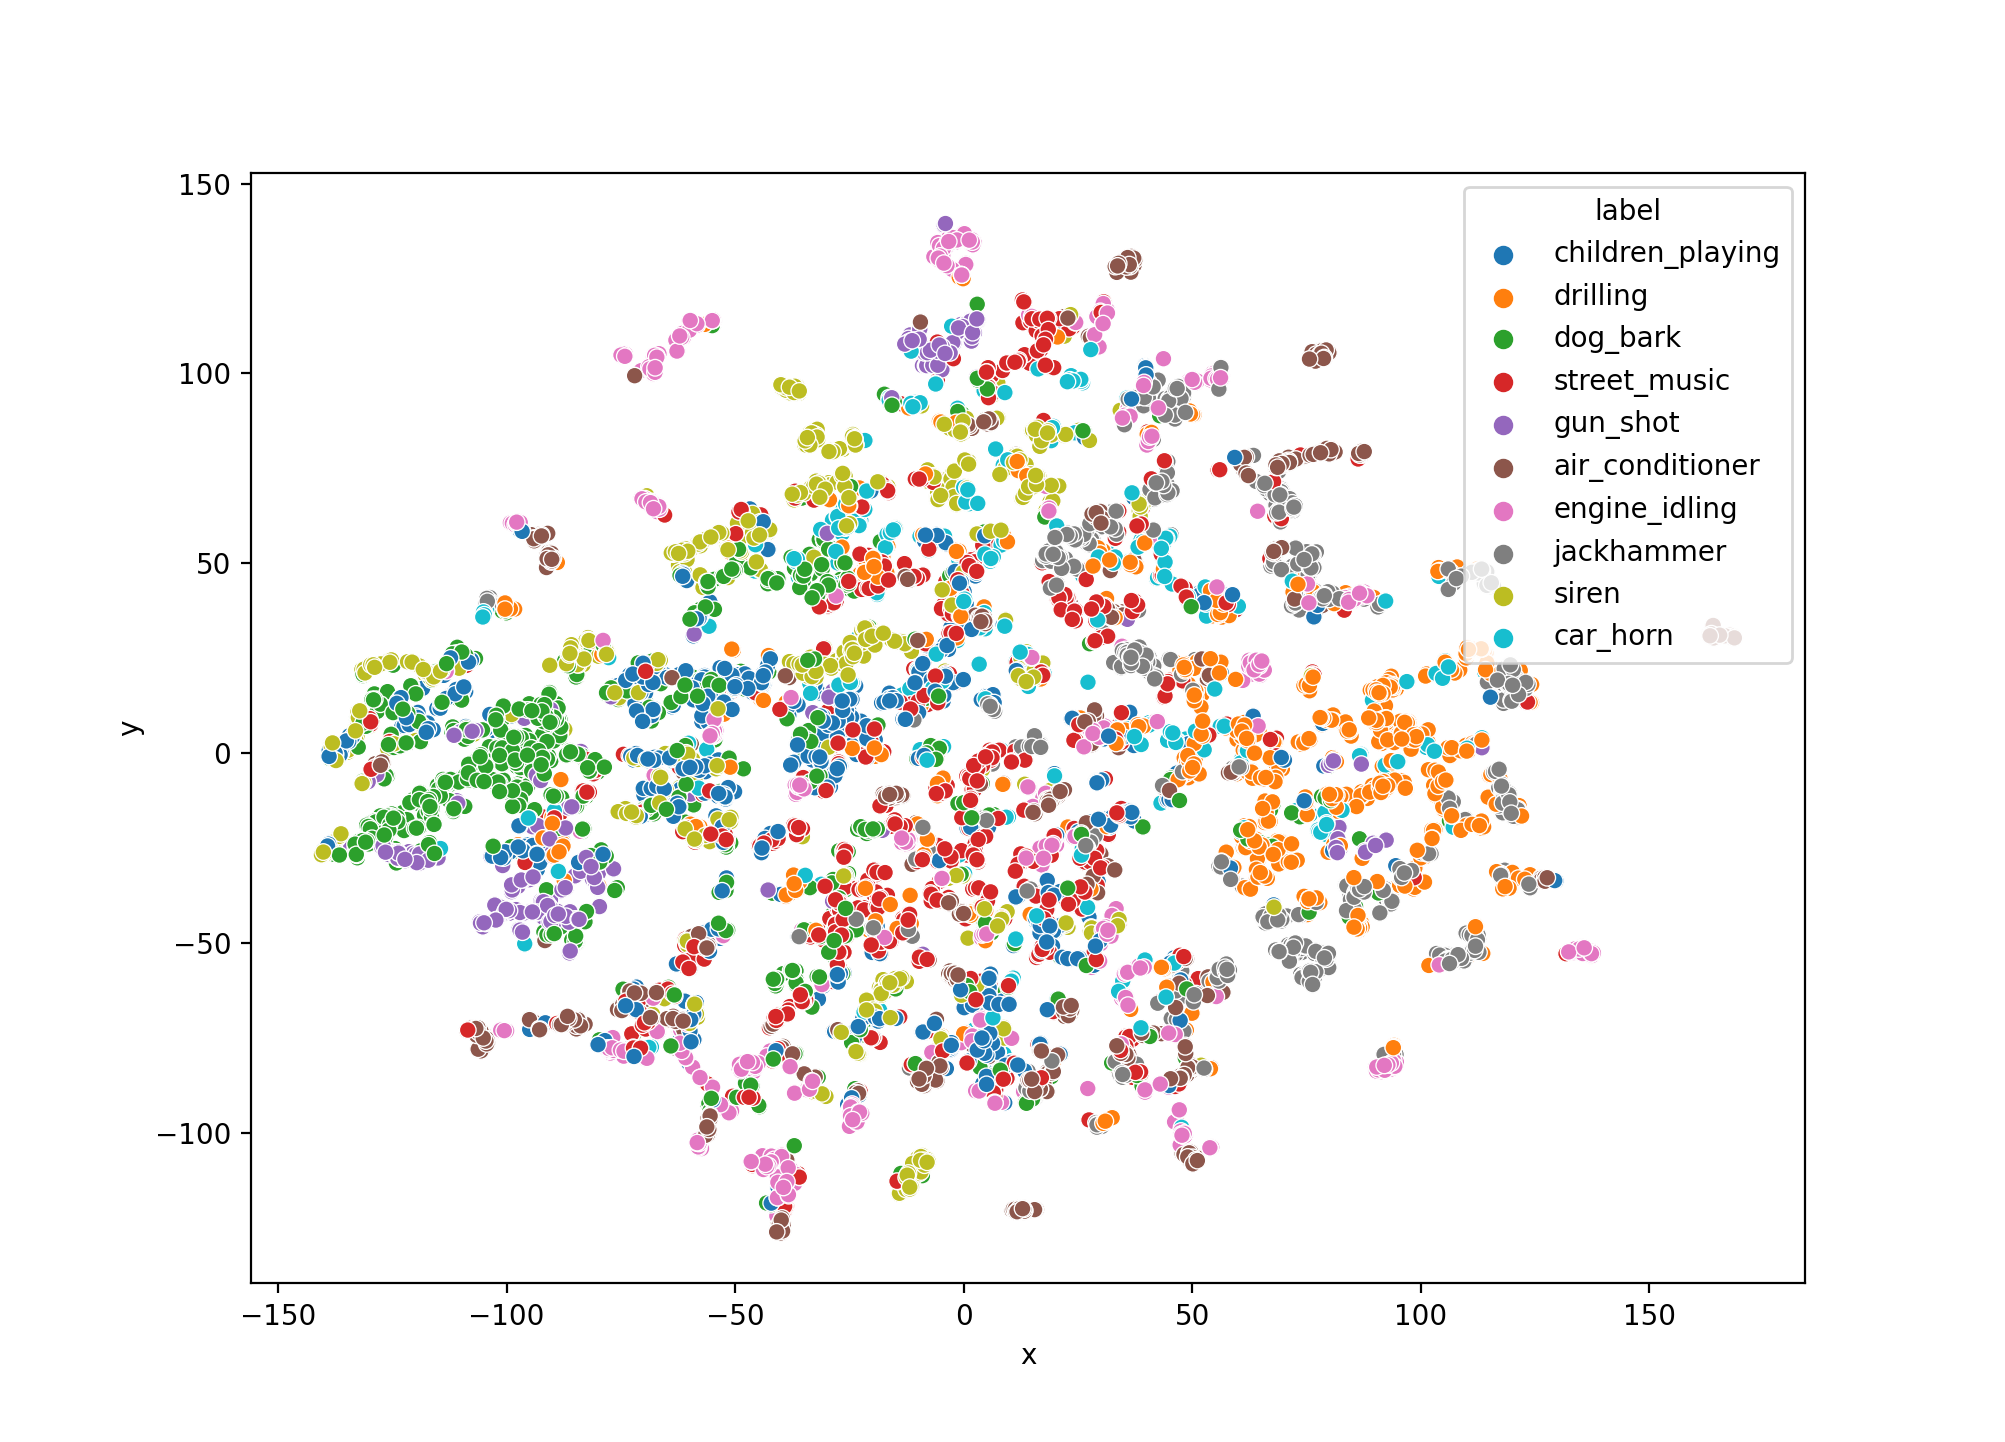 label
children_playing
drilling
dog_bark
street_music
gun_shot
air_conditioner
engine_idling
jackhammer
siren
car_horn
150
100
50
0
−50
−100
y
−150
−100
−50
0
50
100
150
x